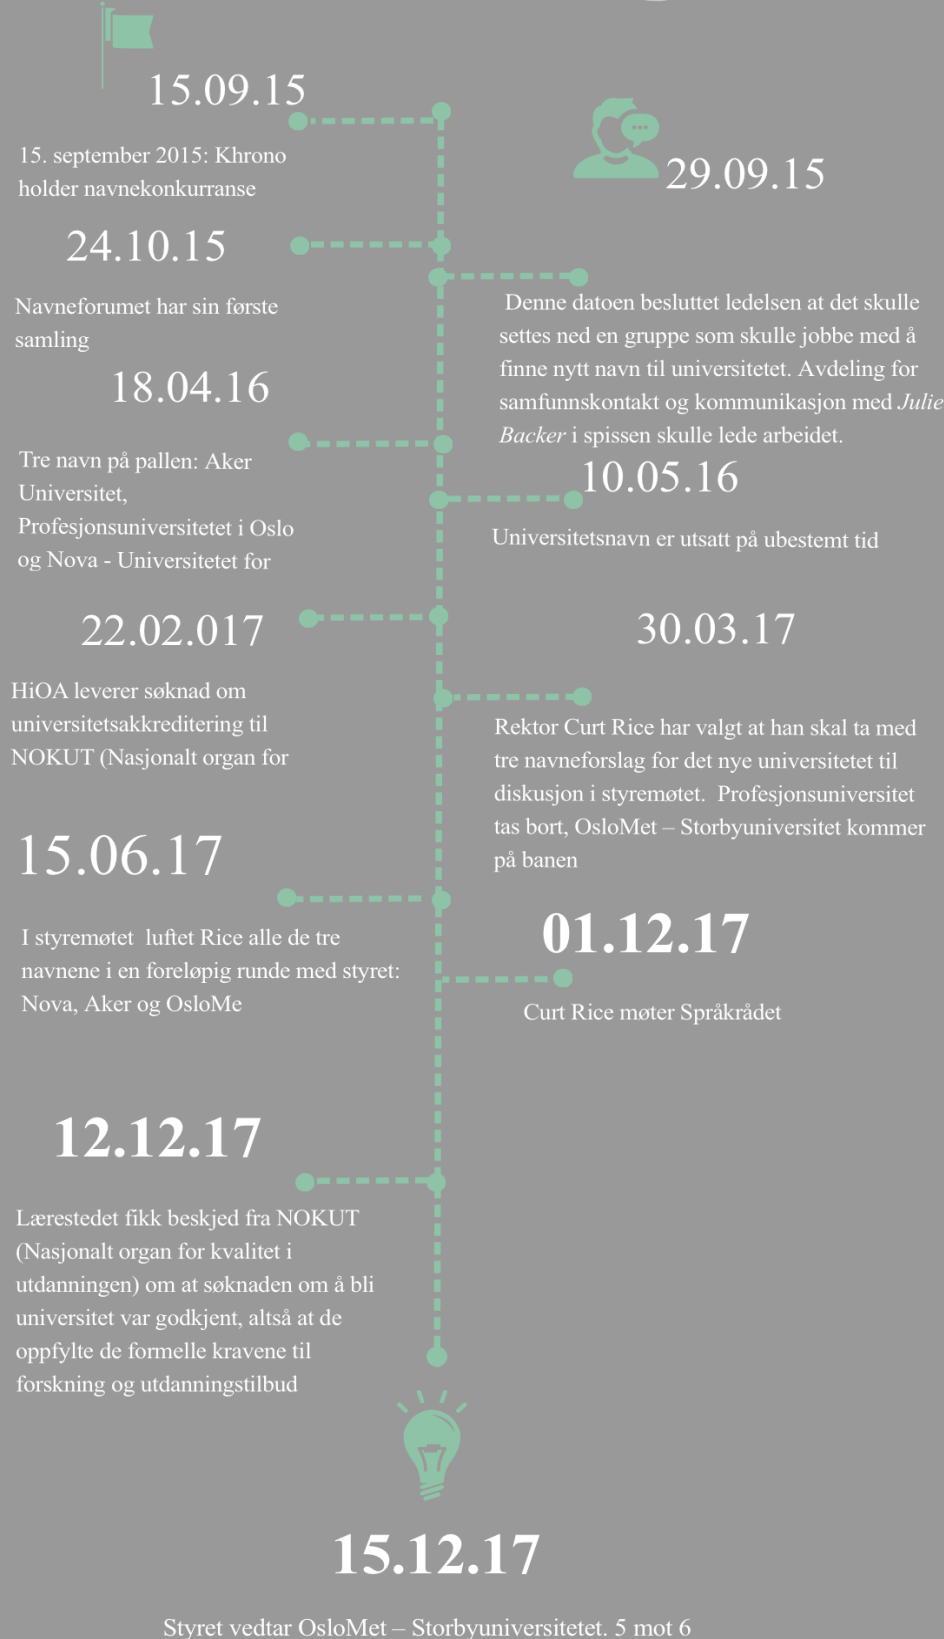 15.09.15
15. september 2015: Khrono
holder navnekonkurranse
29.09.15
Denne datoen besluttet ledelsen at det skulle
settes ned en gruppe som skulle jobbe med å
finne nytt navn til universitetet. Avdeling for
samfunnskontakt og kommunikasjon med Julie
Backer i spissen skulle lede arbeidet.
24.10.15
Navneforumet har sin første
samling
18.04.16
Tre navn på pallen: Aker
Universitet,
Profesjonsuniversitetet i Oslo
og Nova - Universitetet for
10.05.16
Universitetsnavn er utsatt på ubestemt tid
22.02.017
HiOA leverer søknad om
universitetsakkreditering til
NOKUT (Nasjonalt organ for
30.03.17
Rektor Curt Rice har valgt at han skal ta med
tre navneforslag for det nye universitetet til
diskusjon i styremøtet.  Profesjonsuniversitet
tas bort, OsloMet – Storbyuniversitet kommer
på banen
15.06.17
I styremøtet  luftet Rice alle de tre
navnene i en foreløpig runde med styret:
Nova, Aker og OsloMe
01.12.17
Curt Rice møter Språkrådet
12.12.17
Lærestedet fikk beskjed fra NOKUT
(Nasjonalt organ for kvalitet i
utdanningen) om at søknaden om å bli
universitet var godkjent, altså at de
oppfylte de formelle kravene til
forskning og utdanningstilbud
15.12.17
Styret vedtar OsloMet – Storbyuniversitetet. 5 mot 6